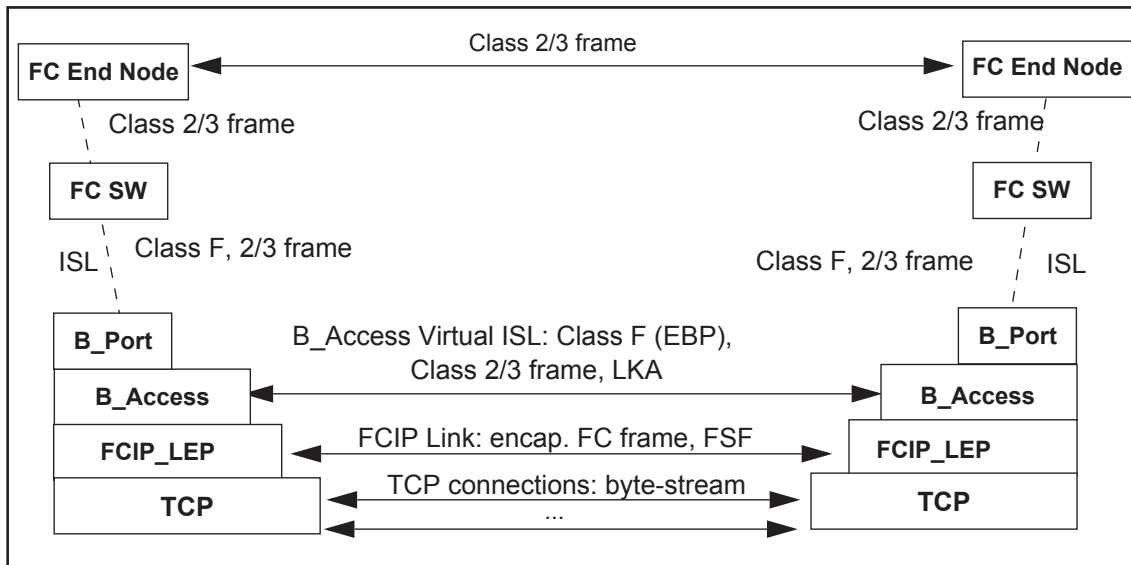 Class 2/3 frame
FC End Node
FC End Node
Class 2/3 frame
Class 2/3 frame
FC SW
FC SW
Class F, 2/3 frame
ISL
Class F, 2/3 frame
ISL
B_Port
B_Access Virtual ISL: Class F (EBP),
Class 2/3 frame, LKA
B_Port
B_Access
B_Access
FCIP_LEP
FCIP Link: encap. FC frame, FSF
FCIP_LEP
TCP
TCP connections: byte-stream
...
TCP